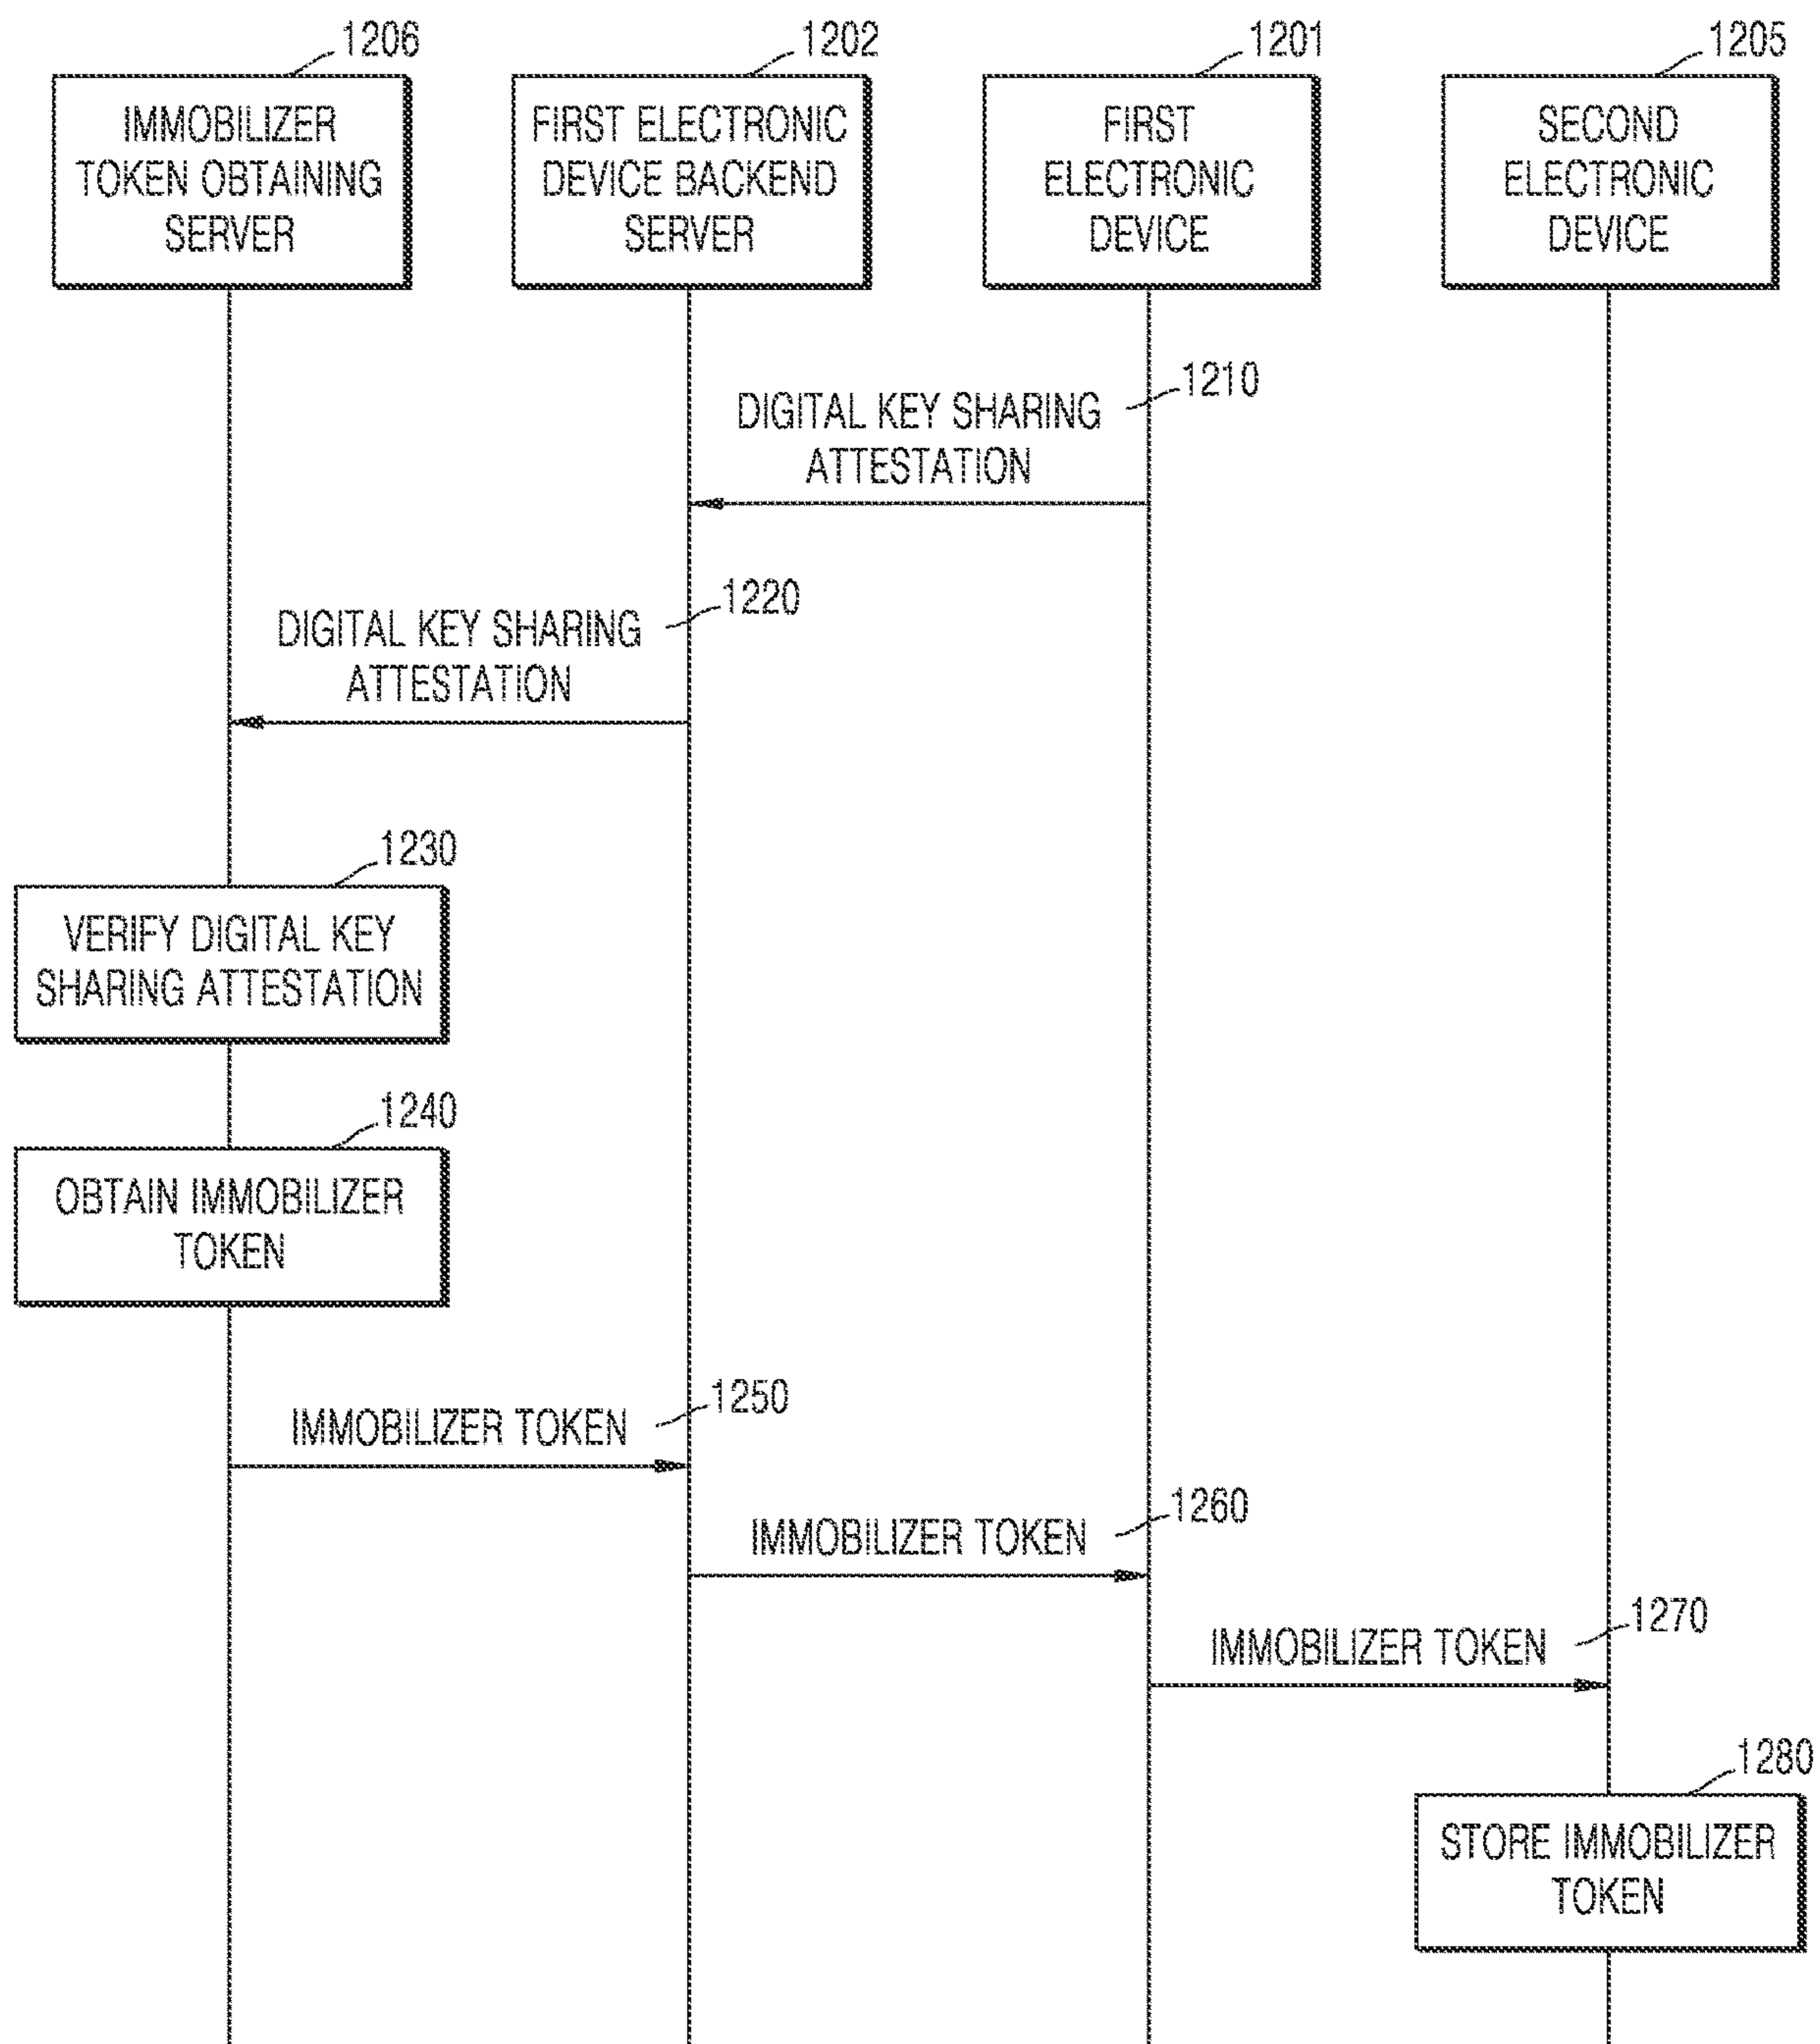 1206
1202
1201
1205
IMMOBILIZER
TOKEN OBTAINING
SERVER
FIRST ELECTRONIC
DEVICE BACKEND
SERVER
FIRST
ELECTRONIC
DEVICE
SECOND
ELECTRONIC
DEVICE
1210
DIGITAL KEY SHARING
ATTESTATION
1220
DIGITAL KEY SHARING
ATTESTATION
1230
VERIFY DIGITAL KEY
SHARING ATTESTATION
1240
OBTAIN IMMOBILIZER
TOKEN
1250
IMMOBILIZER TOKEN
1260
IMMOBILIZER TOKEN
1270
IMMOBILIZER TOKEN
1280
STORE IMMOBILIZER
TOKEN